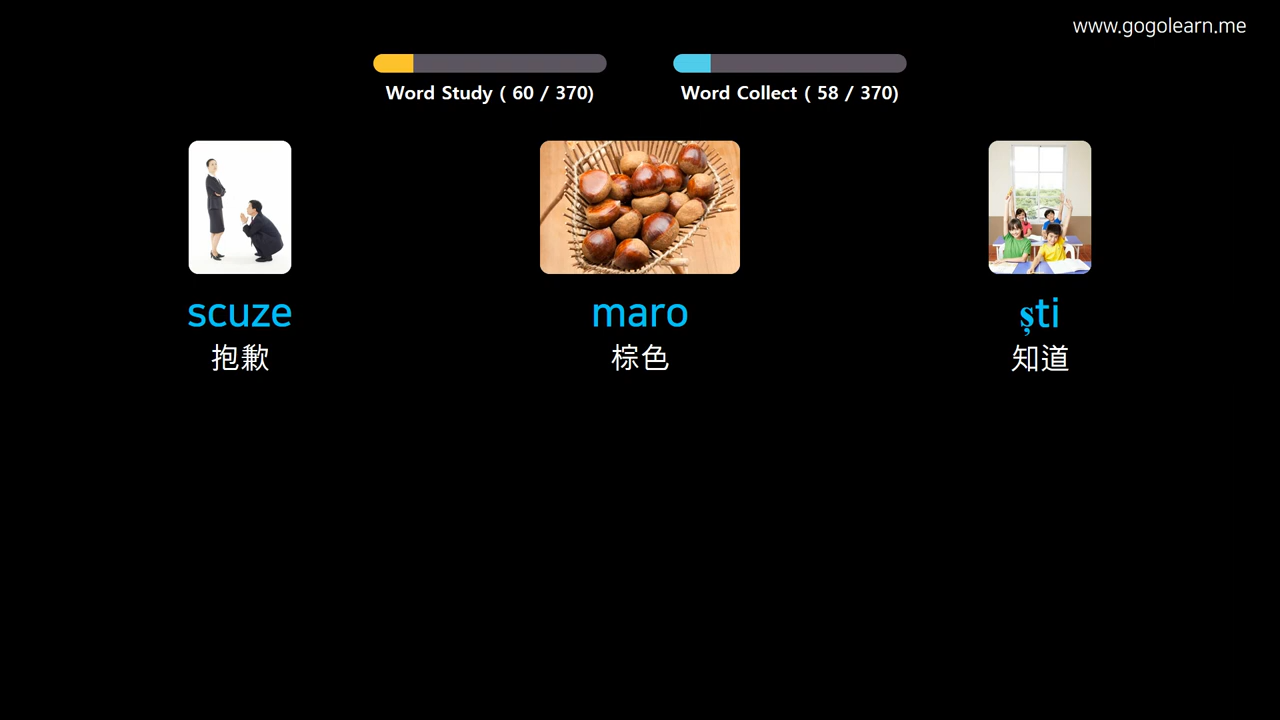 www.gogolearn.me
Word Study ( 60 / 370)
Word Collect ( 58 / 370)
scuze
maro
ști
抱歉
棕色
知道